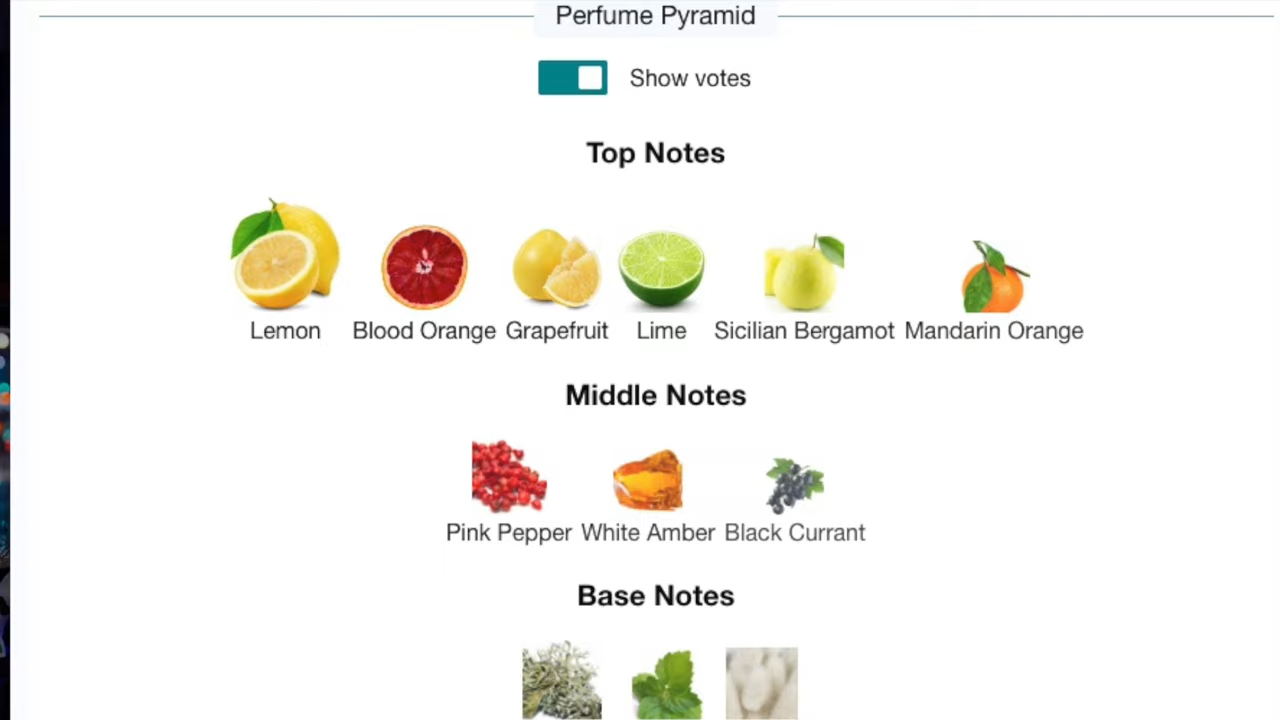 Perfume Pyramid
Show votes
Top Notes
Lemon Blood Orange Grapefruit Lime Sicilian Bergamot Mandarin Orange
Middle Notes
Pink Pepper White Amber Black Currant
Base Notes